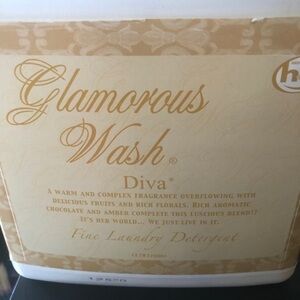 Glamorous
Wash®
Diva®
A WARM AND COMPLEX FRAGRANCE OVERFLOWING WITH
DELICIOUS FRUITS AND RICH FLORALS. RICH AROMATIC
CHOCOLATE AND AMBER COMPLETE THIS LUSCIOUS BLEND!!
IT'S HER WORLD... WE JUST LIVE IN IT.
Fine Laundry Detergent